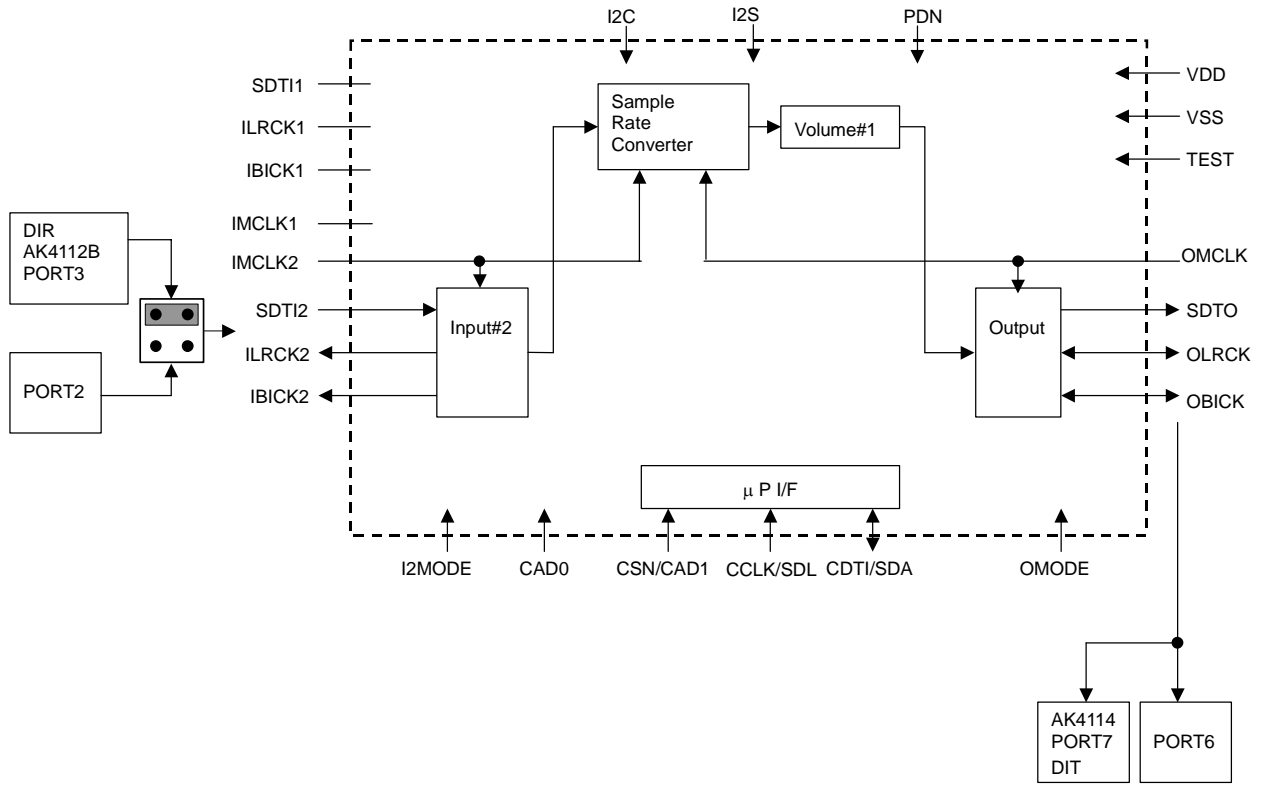 I2C
I2S
PDN
SDTI1
ILRCK1
IBICK1
IMCLK1
IMCLK2
SDTI2
ILRCK2
IBICK2
DIR
AK4112B
PORT3
PORT2
Sample
Rate
Converter
Volume#1
Input#2
Output
μ P I/F
VDD
VSS
TEST
OMCLK
SDTO
OLRCK
OBICK
I2MODE
CAD0
CSN/CAD1
CCLK/SDL
CDTI/SDA
OMODE
AK4114
PORT7
DIT
PORT6